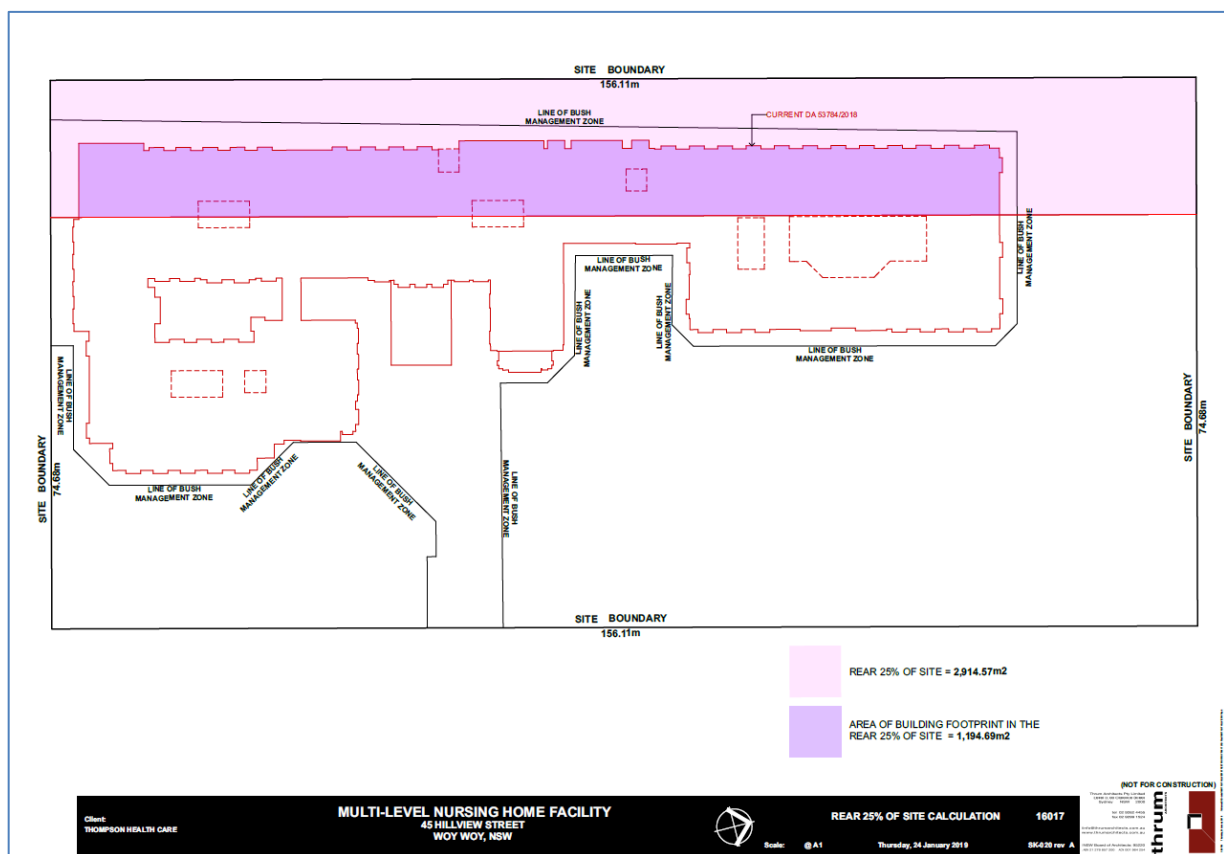 SITE BOUNDARY
156.11m
LINE OF BUSH
MANAGEMENT ZONE
CURRENT DA 53784/2018
LINE OF BUSH
MANAGEMENT ZONE
LINE OF BUSH
MANAGEMENT ZONE
LINE OF BUSH
MANAGEMENT ZONE
LINE OF BUSH
MANAGEMENT ZONE
LINE OF BUSH
MANAGEMENT ZONE
LINE OF BUSH
MANAGEMENT ZONE
SITE BOUNDARY
74.68m
SITE BOUNDARY
74.68m
LINE OF BUSH
MANAGEMENT ZONE
LINE OF BUSH
MANAGEMENT ZONE
LINE OF BUSH
MANAGEMENT ZONE
LINE OF BUSH
MANAGEMENT ZONE
SITE BOUNDARY
156.11m
REAR 25% OF SITE = 2,914.57m2
AREA OF BUILDING FOOTPRINT IN THE
REAR 25% OF SITE = 1,194.69m2
(NOT FOR CONSTRUCTION)
Client:
THOMPSON HEALTH CARE
MULTI-LEVEL NURSING HOME FACILITY
45 HILLVIEW STREET
WOY WOY, NSW
Scale: @ A1
REAR 25% OF SITE CALCULATION
16017
Thursday, 24 January 2019
SK-020 rev A
thrum